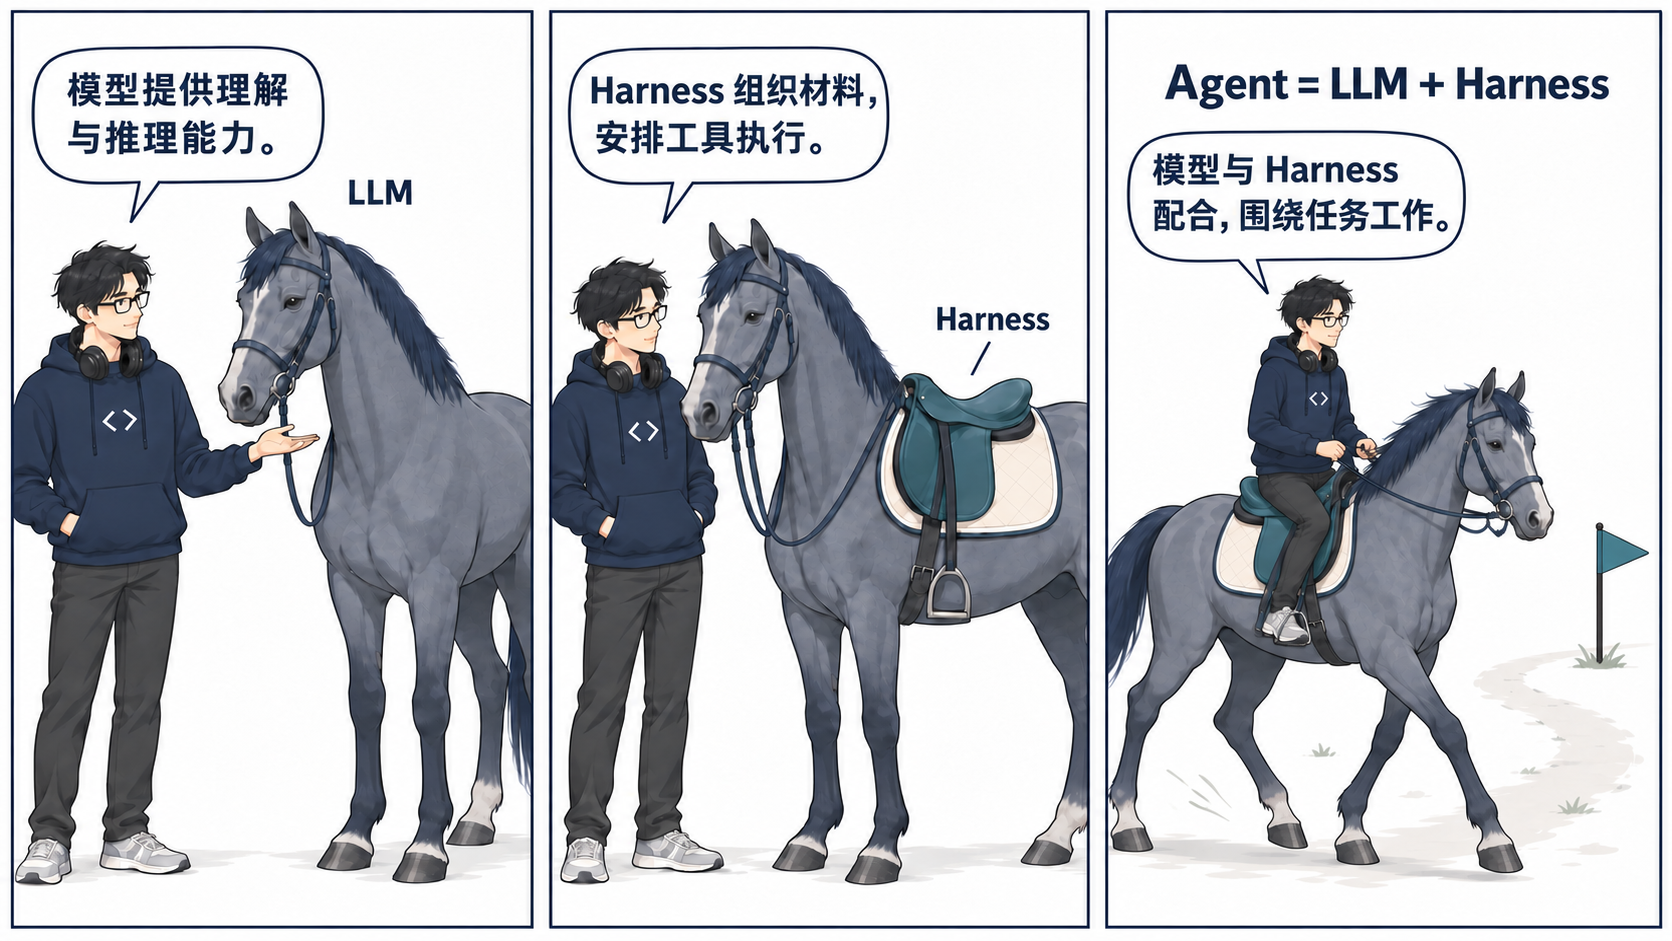 模型提供理解
与推理能力。
LLM
< >
Harness 组织材料,
安排工具执行。
Harness
< >
Agent = LLM + Harness
模型与 Harness
配合, 围绕任务工作。
< >